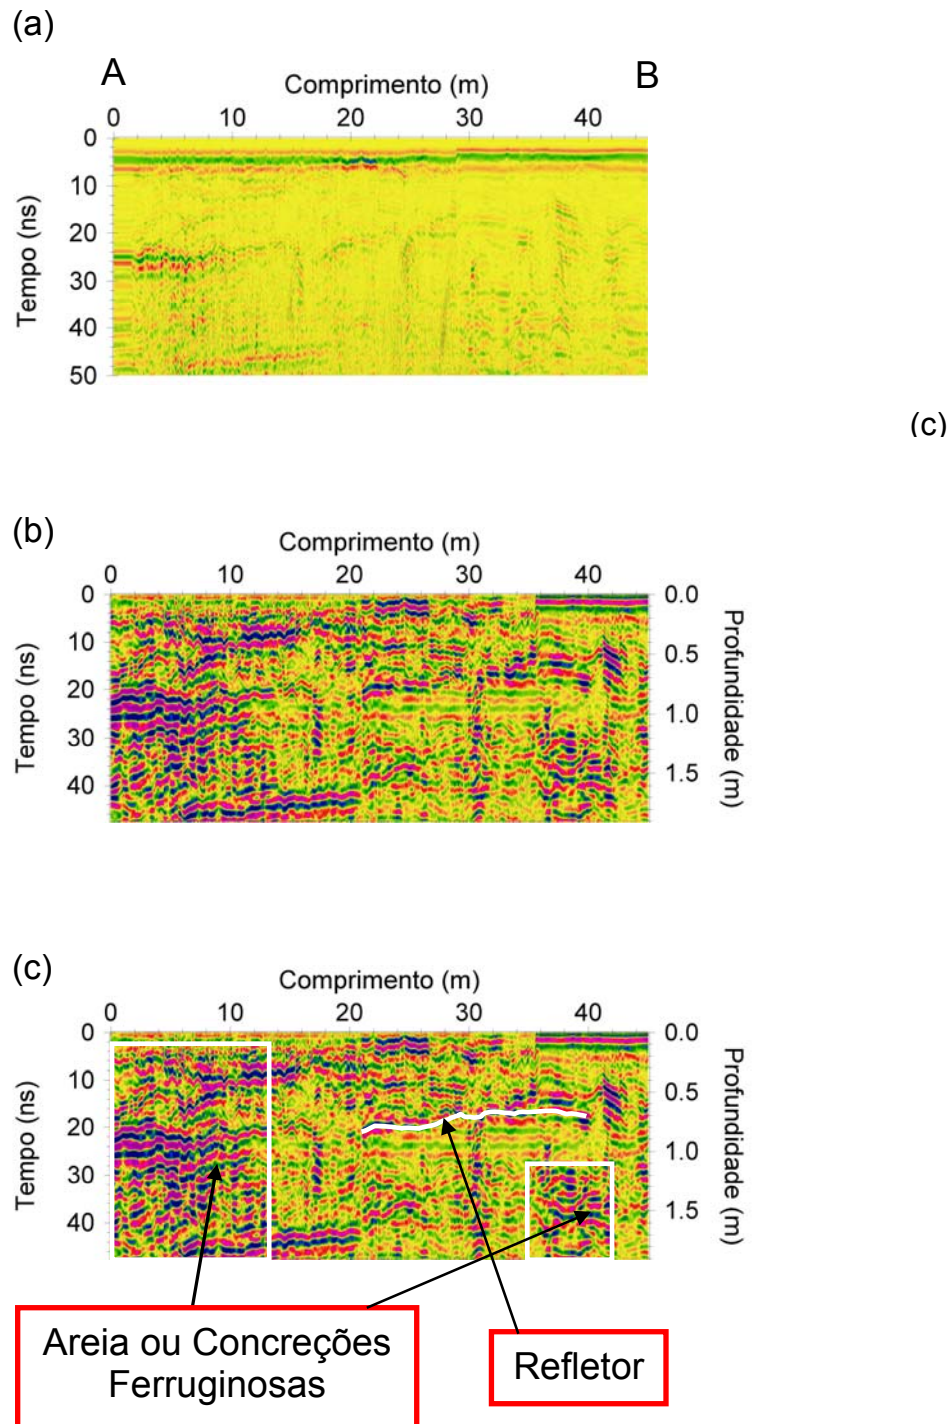 (a)
A
Comprimento (m)
B
0 10 20 30 40
Tempo (ns)
0
10
20
30
40
50
(c)
(b)
Comprimento (m)
0 10 20 30 40
Tempo (ns)
0
10
20
30
40
0.0
0.5
1.0
1.5
Profundidade (m)
(c)
Comprimento (m)
0 10 20 30 40
Tempo (ns)
0
10
20
30
40
0.0
0.5
1.0
1.5
Profundidade (m)
Areia ou Concreções
Ferruginosas
Refletor